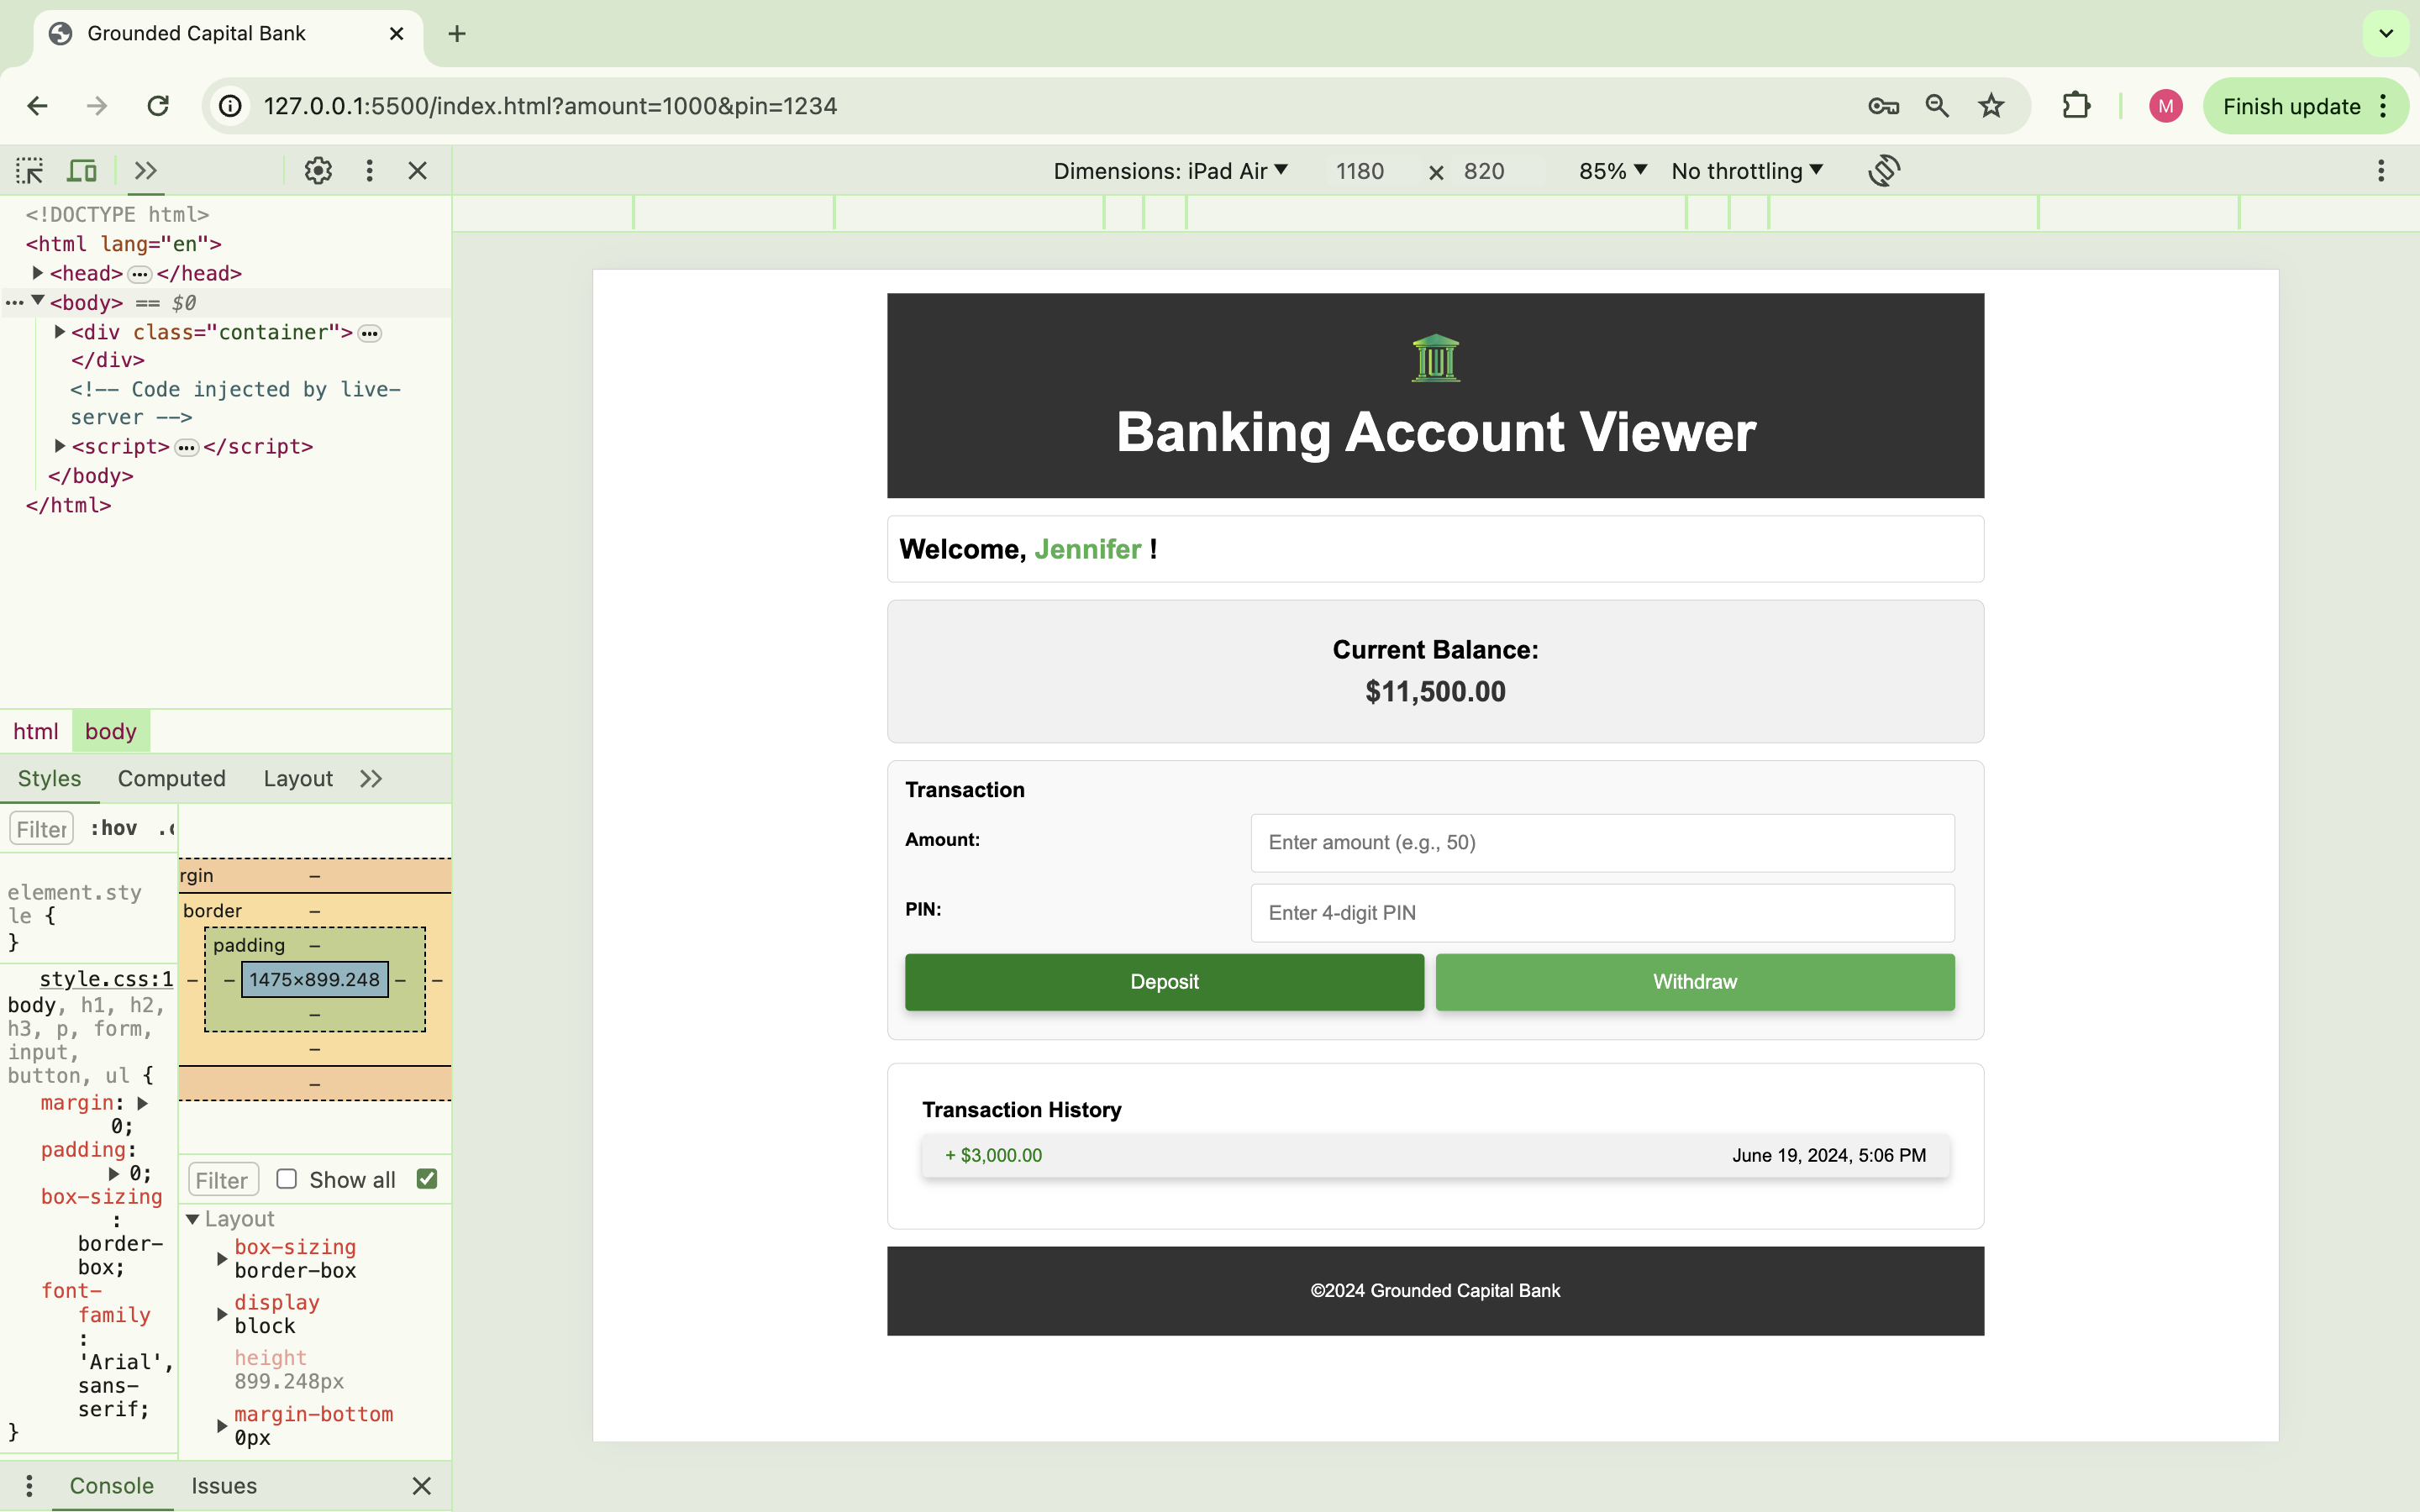 Grounded Capital Bank
127.0.0.1:5500/index.html?amount=1000&pin=1234
M
Finish update
Dimensions: iPad Air
1180 × 820
85%
No throttling
<!DOCTYPE html>
<html lang="en">
<head> ••• </head>
••• <body> == $0
<div class="container"> •••
</div>
<!-- Code injected by live-
server -->
<script> ••• </script>
</body>
</html>
html body
Styles Computed Layout
Filter :hov
element.sty
le {
}
style.css:1
body, h1, h2,
h3, p, form,
input,
button, ul {
margin:
0;
padding:
0;
box-sizing
:
border-
box;
font-
family
:
'Arial',
sans-
serif;
}
rgin –
border –
padding –
– – 1475×899.248 – –
–
–
–
Filter Show all
Layout
box-sizing
border-box
display
block
height
899.248px
margin-bottom
0px
Console Issues
Banking Account Viewer
Welcome, Jennifer !
Current Balance:
$11,500.00
Transaction
Amount: Enter amount (e.g., 50)
PIN: Enter 4-digit PIN
Deposit Withdraw
Transaction History
+ $3,000.00 June 19, 2024, 5:06 PM
©2024 Grounded Capital Bank